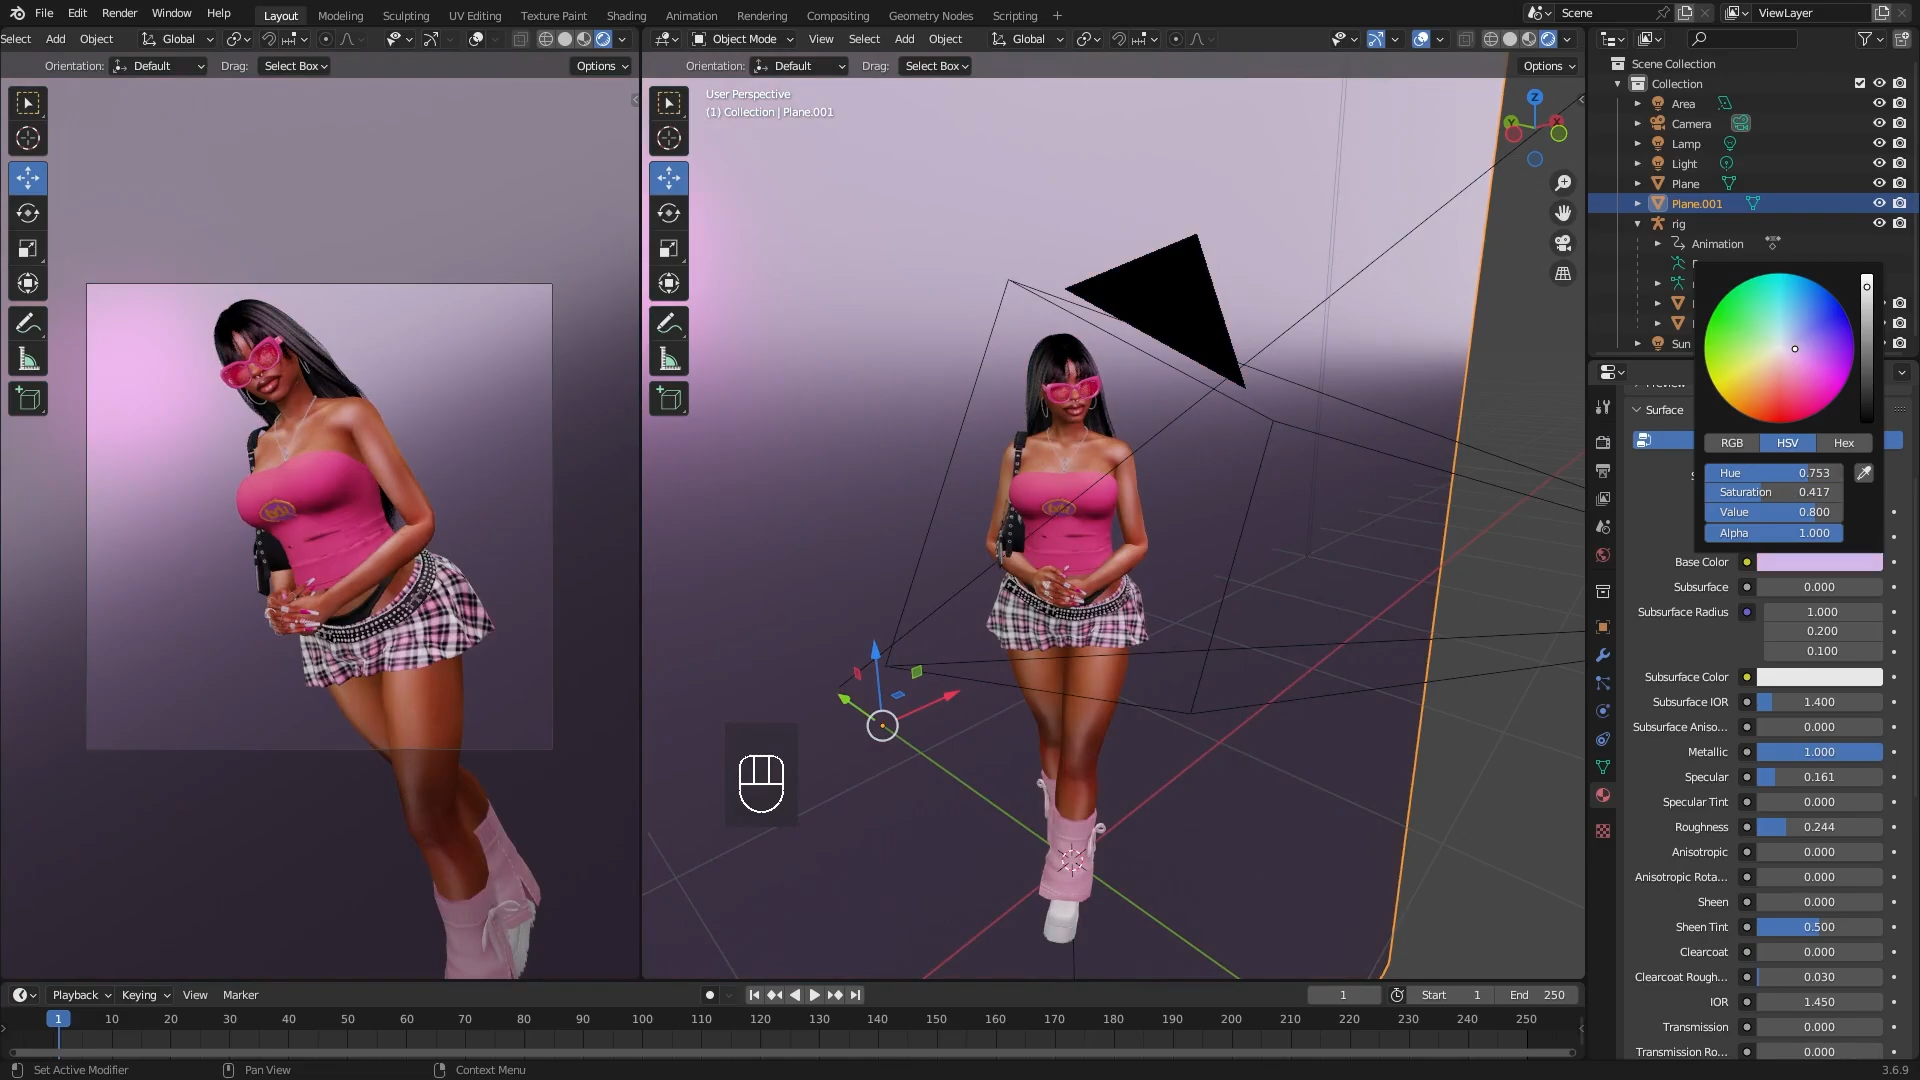 File Edit Render Window Help Layout Modeling Sculpting UV Editing Texture Paint Shading Animation Rendering Compositing Geometry Nodes Scripting + Scene ViewLayer
Select Add Object Global Object Mode View Select Add Object Global
Orientation: Default Drag: Select Box Options Orientation: Default Drag: Select Box Options
User Perspective
(1) Collection | Plane.001
Z
Scene Collection
Collection
Area
Camera
Lamp
Light
Plane
Plane.001
rig
Animation
Sun
Surface
RGB HSV Hex
Hue 0.753
Saturation 0.417
Value 0.800
Alpha 1.000
Base Color
Subsurface 0.000
Subsurface Radius 1.000
0.200
0.100
Subsurface Color
Subsurface IOR 1.400
Subsurface Aniso... 0.000
Metallic 1.000
Specular 0.161
Specular Tint 0.000
Roughness 0.244
Anisotropic 0.000
Anisotropic Rota... 0.000
Sheen 0.000
Sheen Tint 0.500
Clearcoat 0.000
Clearcoat Rough... 0.030
IOR 1.450
Transmission 0.000
Transmission Ro... 0.000
Playback Keying View Marker 1 Start 1 End 250
1 10 20 30 40 50 60 70 80 90 100 110 120 130 140 150 160 170 180 190 200 210 220 230 240 250
Set Active Modifier Pan View Context Menu 3.6.9